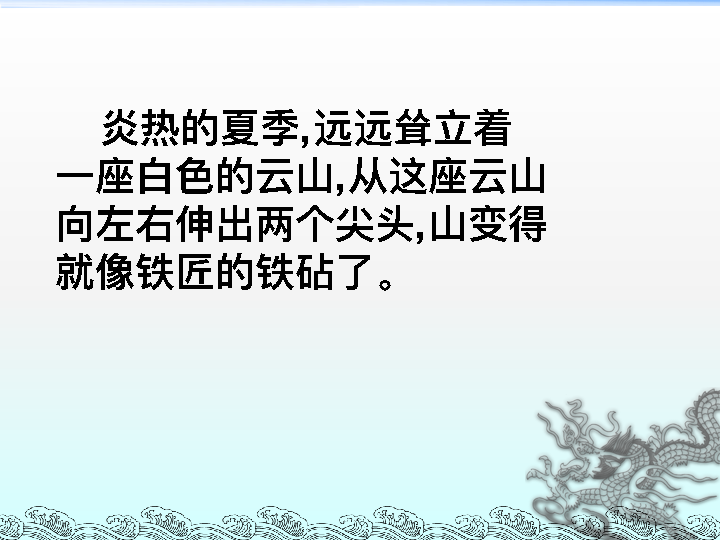 炎热的夏季,远远耸立着
一座白色的云山,从这座云山
向左右伸出两个尖头,山变得
就像铁匠的铁砧了。